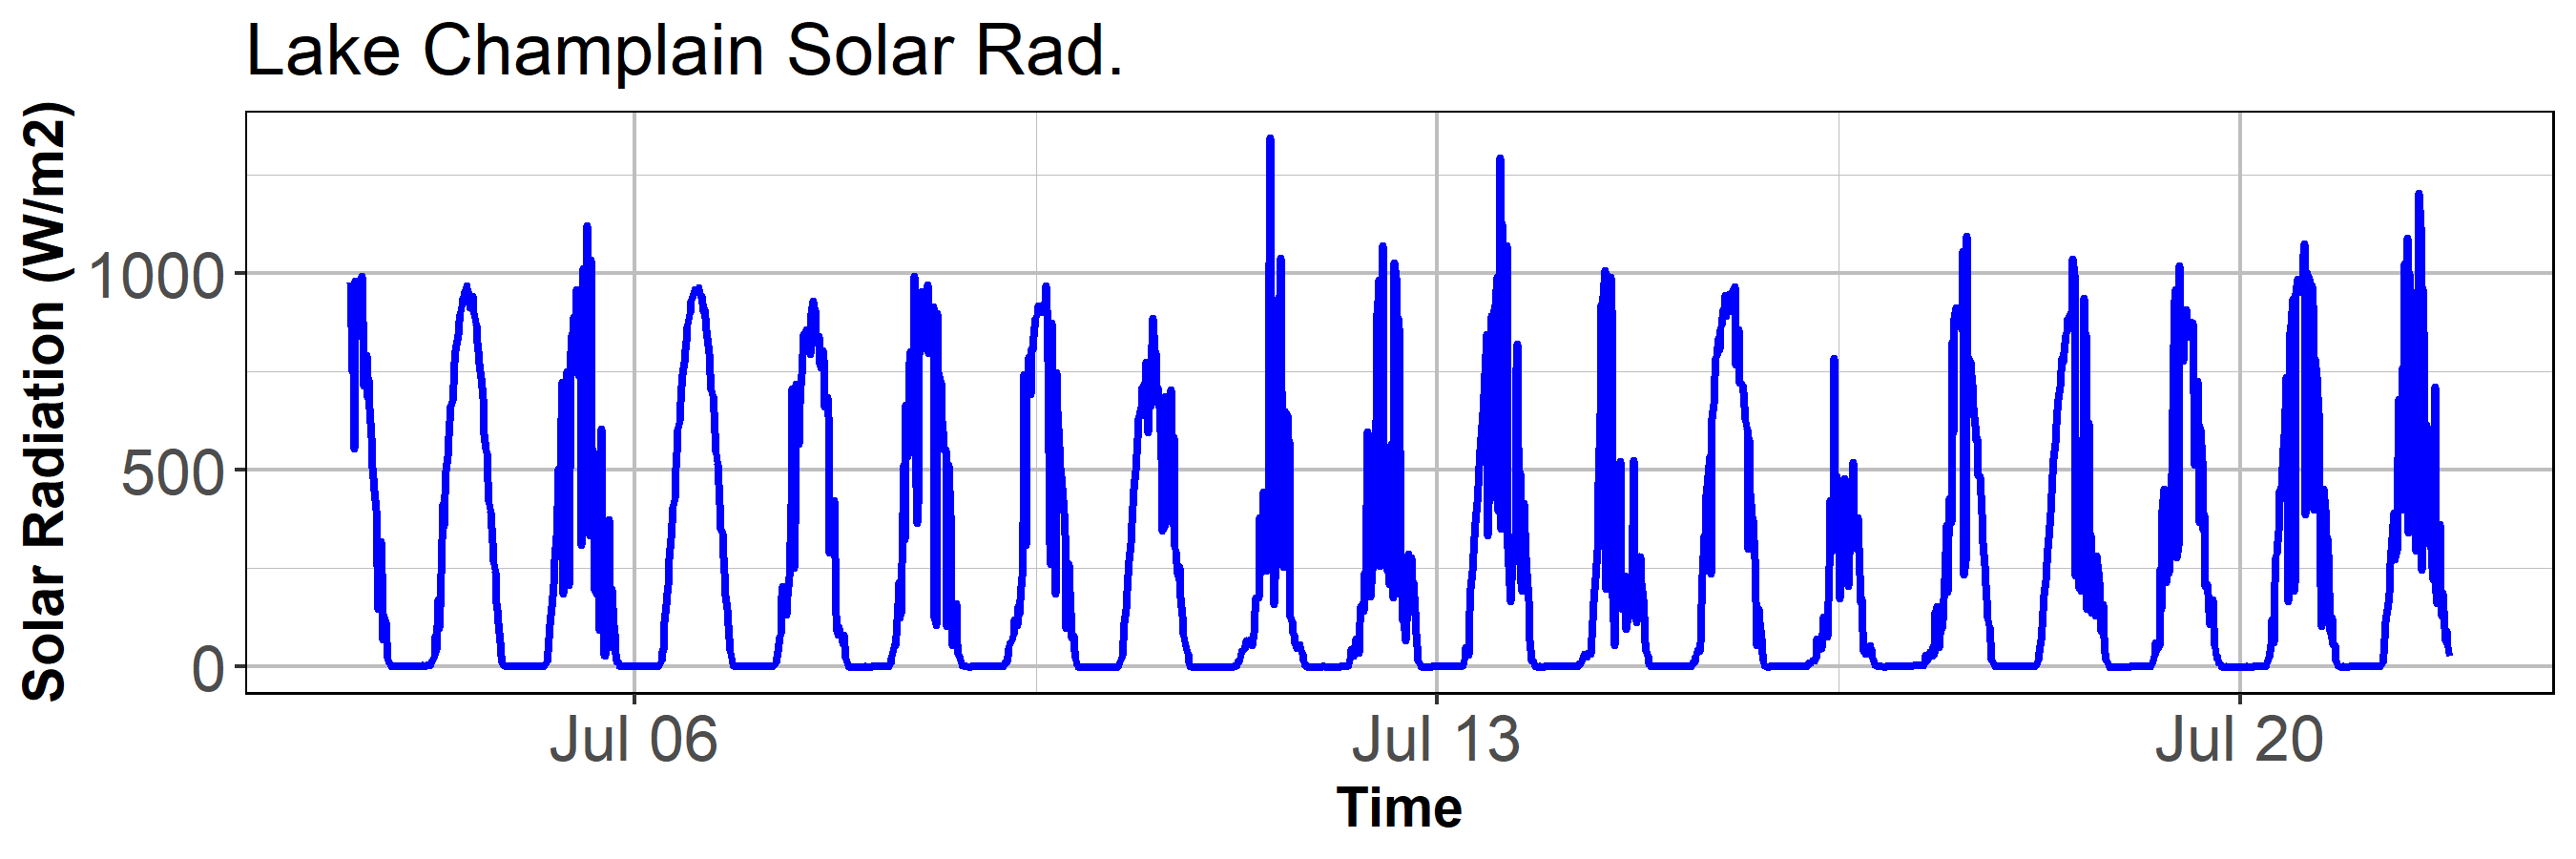 Lake Champlain Solar Rad.
Solar Radiation (W/m2)
1000
500
0
Jul 06
Jul 13
Jul 20
Time